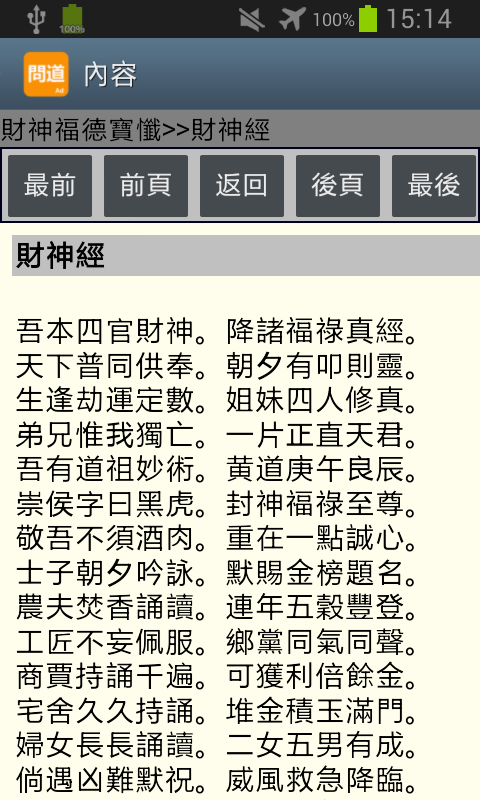 100%
100%
15:14
問道
Ad
內容
財神福德寶懺>>財神經
最前 前頁 返回 後頁 最後
財神經
吾本四官財神。降諸福祿真經。
天下普同供奉。朝夕有叩則靈。
生逢劫運定數。姐妹四人修真。
弟兄惟我獨亡。一片正直天君。
吾有道祖妙術。黄道庚午良辰。
崇侯字曰黑虎。封神福祿至尊。
敬吾不須酒肉。重在一點誠心。
士子朝夕吟詠。默賜金榜題名。
農夫焚香誦讀。連年五穀豐登。
工匠不妄佩服。鄉黨同氣同聲。
商賈持誦千遍。可獲利倍餘金。
宅舍久久持誦。堆金積玉滿門。
婦女長長誦讀。二女五男有成。
倘遇凶難默祝。威風救急降臨。